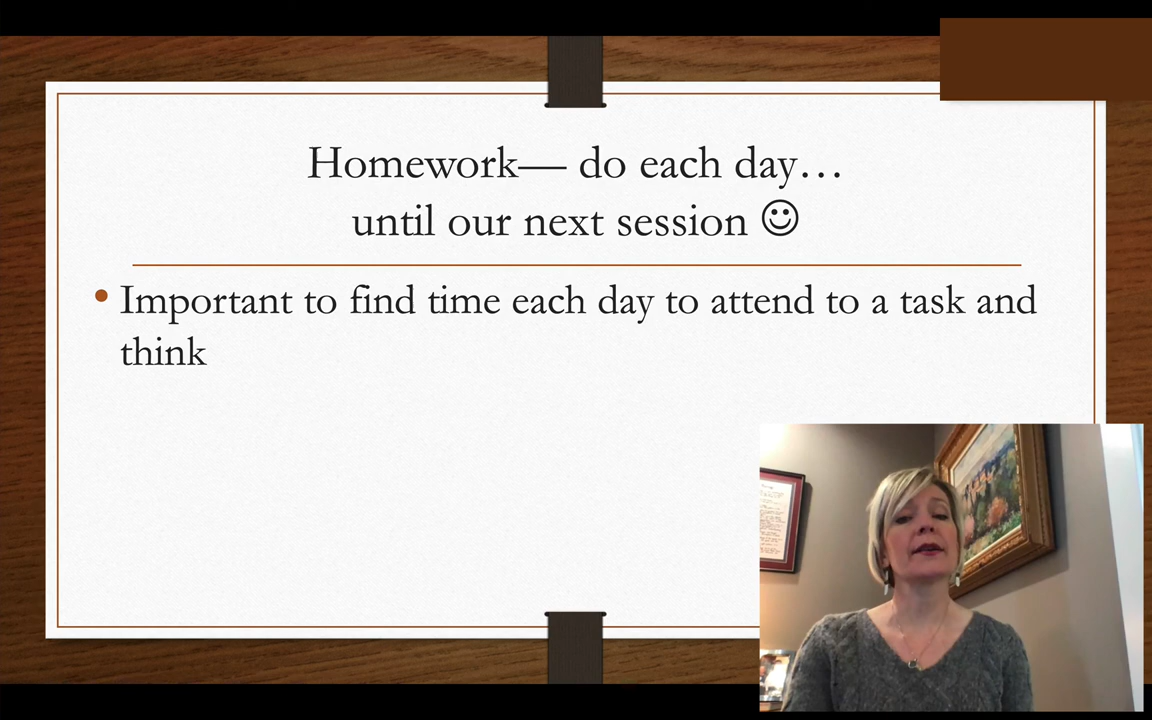 Homework— do each day…
until our next session ☺
• Important to find time each day to attend to a task and
think